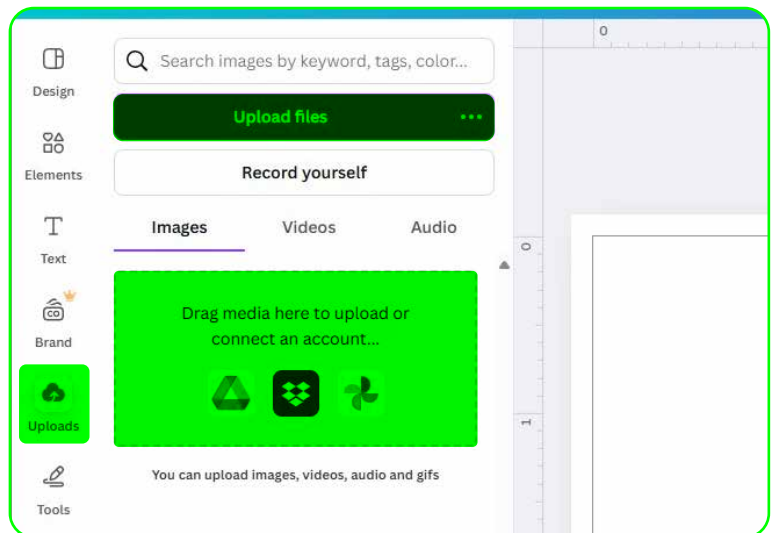 Design
Elements
Text
CO
Brand
Uploads
Tools
Search images by keyword, tags, color...
Upload files
Record yourself
Images Videos Audio
Drag media here to upload or
connect an account...
You can upload images, videos, audio and gifs
0
0
1